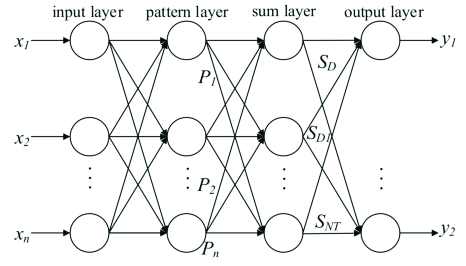 input layer pattern layer sum layer output layer
x1 y1
SD
P1
x2 SD1
P2
SNT
xn y2
Pn